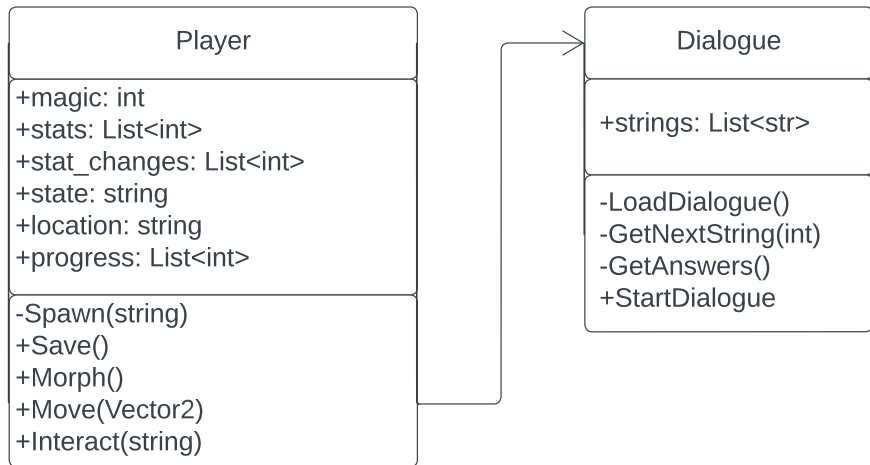 Player
+magic: int
+stats: List<int>
+stat_changes: List<int>
+state: string
+location: string
+progress: List<int>
-Spawn(string)
+Save()
+Morph()
+Move(Vector2)
+Interact(string)
Dialogue
+strings: List<str>
-LoadDialogue()
-GetNextString(int)
-GetAnswers()
+StartDialogue